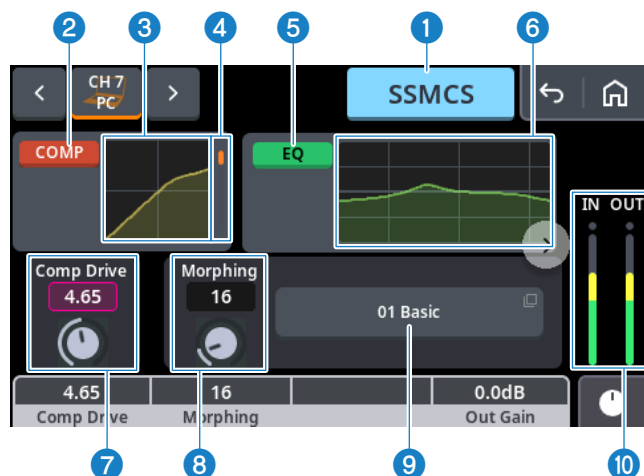 2 3 4 5 1 6
CH 7
PC
SSMCS
COMP
EQ
IN OUT
Comp Drive
4.65
Morphing
16
01 Basic
4.65 16 0.0dB
Comp Drive Morphing Out Gain
7 8 9 10